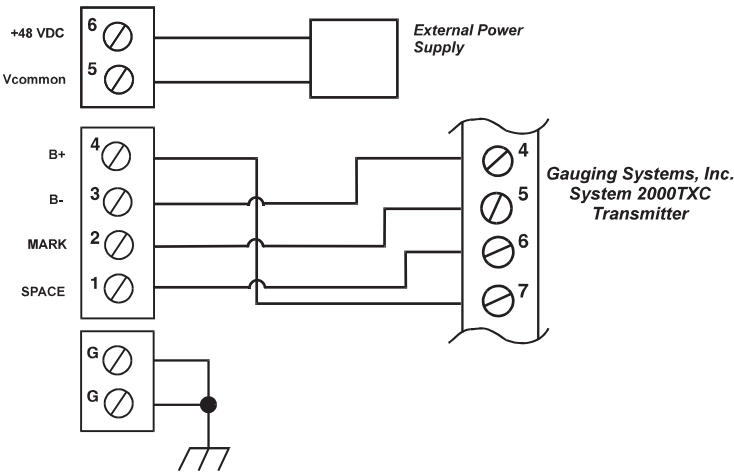 +48 VDC
6
External Power
Supply
Vcommon
5
B+
4
B-
3
MARK
2
SPACE
1
4
5
6
7
Gauging Systems, Inc.
System 2000TXC
Transmitter
G
G